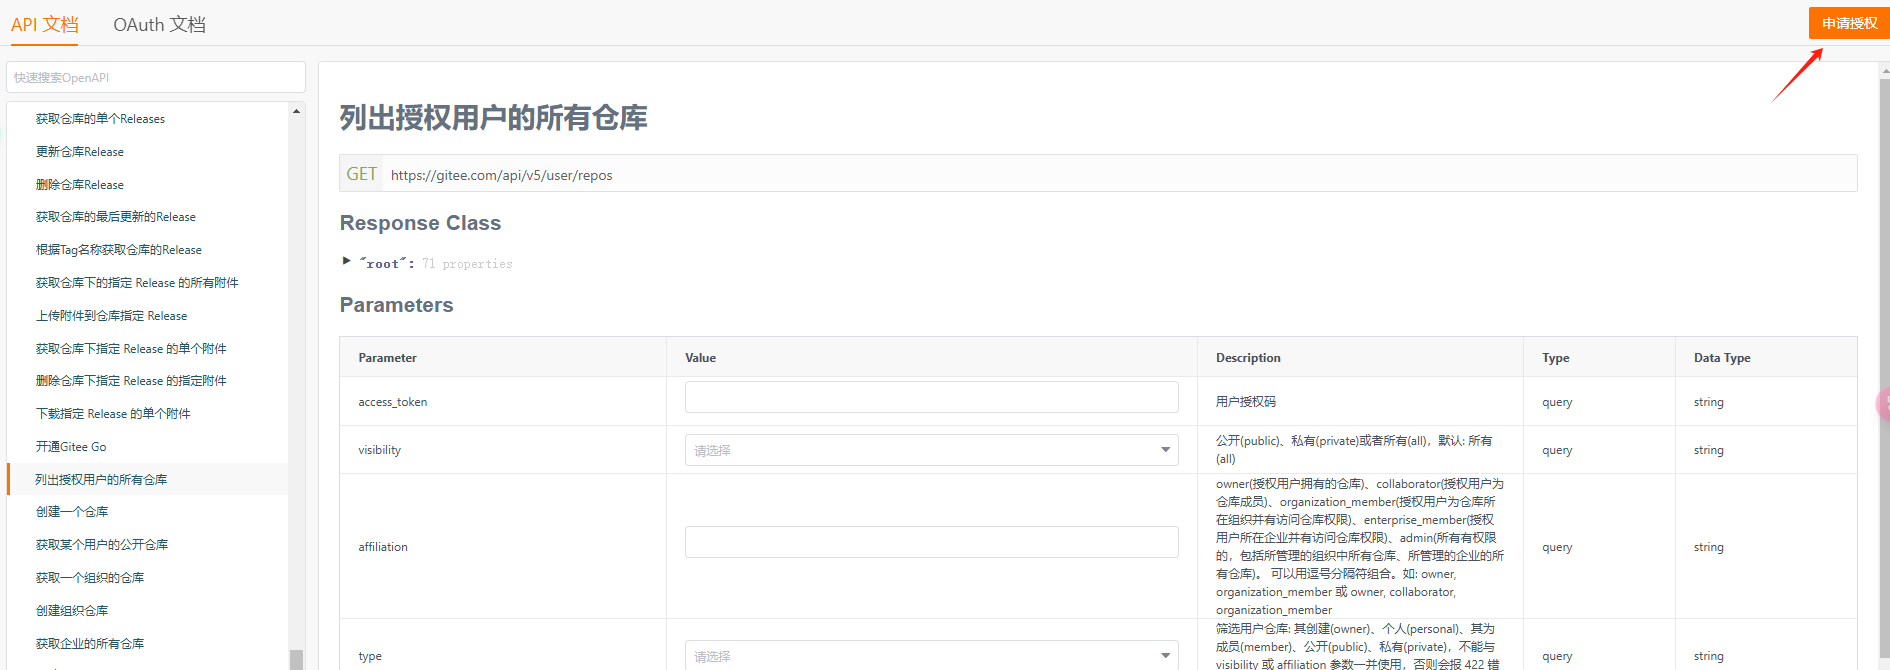 API 文档
OAuth 文档
申请授权
快速搜索OpenAPI
获取仓库的单个Releases
更新仓库Release
删除仓库Release
获取仓库的最后更新的Release
根据Tag名称获取仓库的Release
获取仓库下的指定 Release 的所有附件
上传附件到仓库指定 Release
获取仓库下指定 Release 的单个附件
删除仓库下指定 Release 的指定附件
下载指定 Release 的单个附件
开通Gitee Go
列出授权用户的所有仓库
创建一个仓库
获取某个用户的公开仓库
获取一个组织的仓库
创建组织仓库
获取企业的所有仓库
列出授权用户的所有仓库
GET https://gitee.com/api/v5/user/repos
Response Class
"root": 71 properties
Parameters
Parameter Value Description Type Data Type
access_token 用户授权码 query string
visibility 请选择 公开(public)、私有(private)或者所有(all)，默认: 所有
(all) query string
affiliation
owner(授权用户拥有的仓库)、collaborator(授权用户为
仓库成员)、organization_member(授权用户为仓库所
在组织并有访问仓库权限)、enterprise_member(授权
用户所在企业并有访问仓库权限)、admin(所有有权限
的，包括所管理的组织中所有仓库、所管理的企业的所
有仓库)。 可以用逗号分隔符组合。如: owner,
organization_member 或 owner, collaborator,
organization_member
query string
type 请选择
筛选用户仓库: 其创建(owner)、个人(personal)、其为
成员(member)、公开(public)、私有(private)，不能与
visibility 或 affiliation 参数一并使用，否则会报 422 错
query string